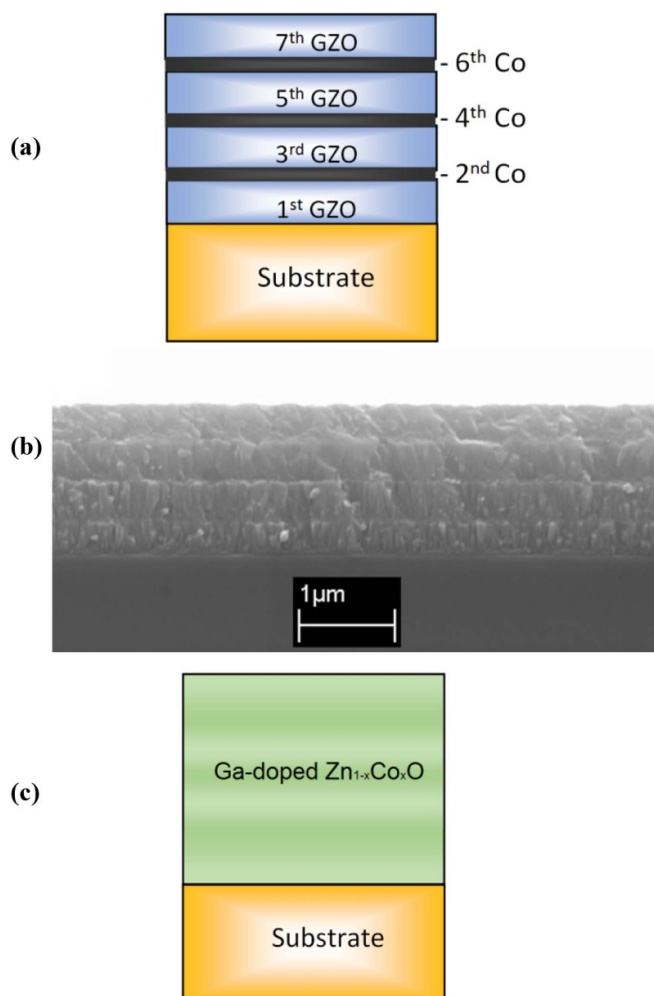 (a)
7th GZO
- 6th Co
5th GZO
- 4th Co
3rd GZO
- 2nd Co
1st GZO
Substrate
(b)
1µm
(c)
Ga-doped Zn1-xCoxO
Substrate